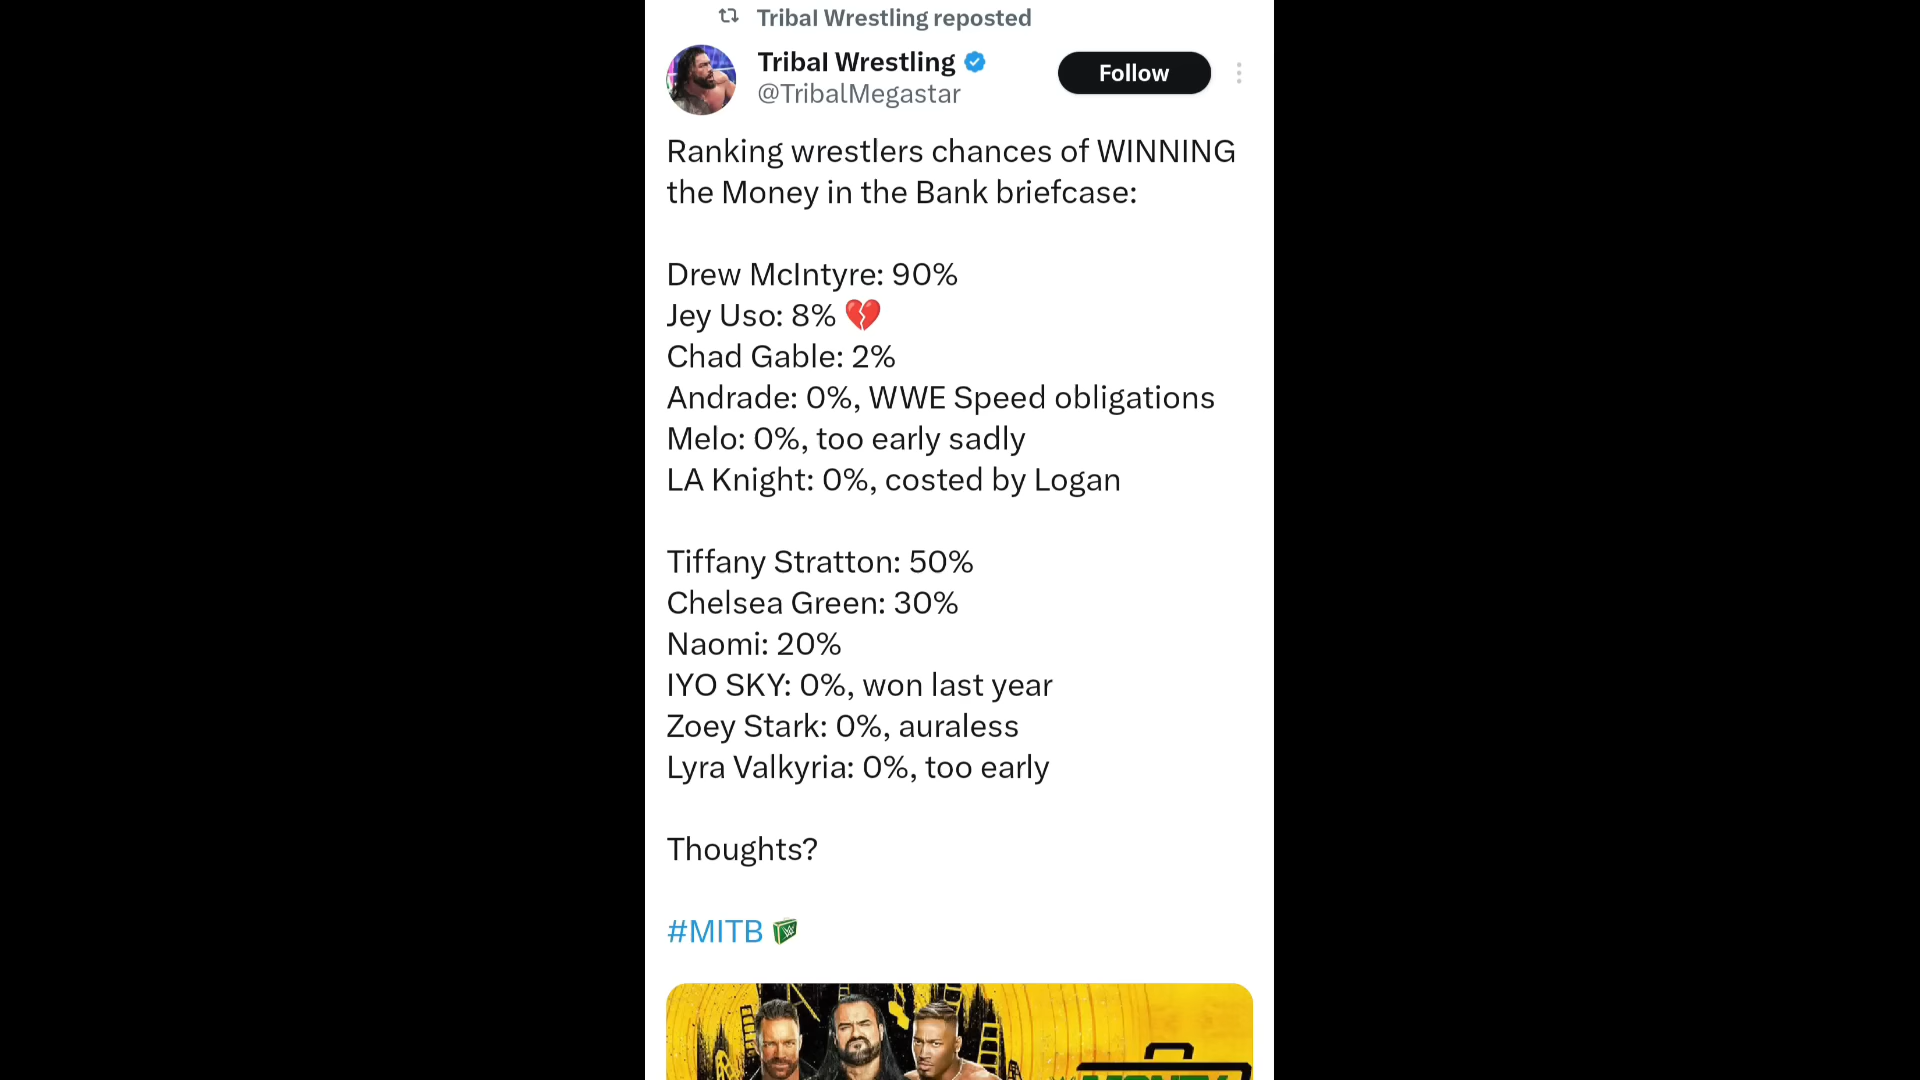 Tribal Wrestling reposted
Tribal Wrestling
Follow
@TribalMegastar
Ranking wrestlers chances of WINNING
the Money in the Bank briefcase:
Drew McIntyre: 90%
Jey Uso: 8% 💔
Chad Gable: 2%
Andrade: 0%, WWE Speed obligations
Melo: 0%, too early sadly
LA Knight: 0%, costed by Logan
Tiffany Stratton: 50%
Chelsea Green: 30%
Naomi: 20%
IYO SKY: 0%, won last year
Zoey Stark: 0%, auraless
Lyra Valkyria: 0%, too early
Thoughts?
#MITB